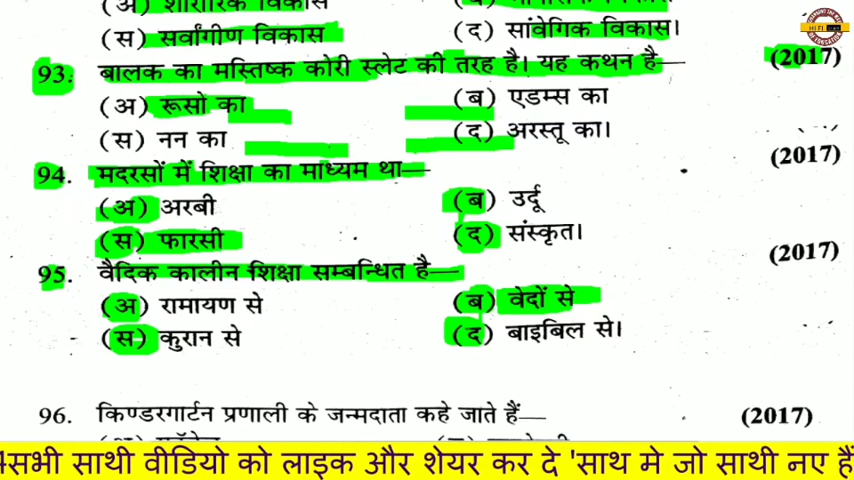 (अ) शारीरिक विकास
(स) सर्वांगीण विकास (द) सांवेगिक विकास।
93. बालक का मस्तिष्क कोरी स्लेट की तरह है। यह कथन है— (2017)
(अ) रूसो का (ब) एडम्स का
(स) नन का (द) अरस्तू का।
94. मदरसों में शिक्षा का माध्यम था— (2017)
(अ) अरबी (ब) उर्दू
(स) फारसी (द) संस्कृत।
95. वैदिक कालीन शिक्षा सम्बन्धित है— (2017)
(अ) रामायण से (ब) वेदों से
(स) कुरान से (द) बाइबिल से।
96. किण्डरगार्टन प्रणाली के जन्मदाता कहे जाते हैं— (2017)
सभी साथी वीडियो को लाइक और शेयर कर दे 'साथ मे जो साथी नए हैं